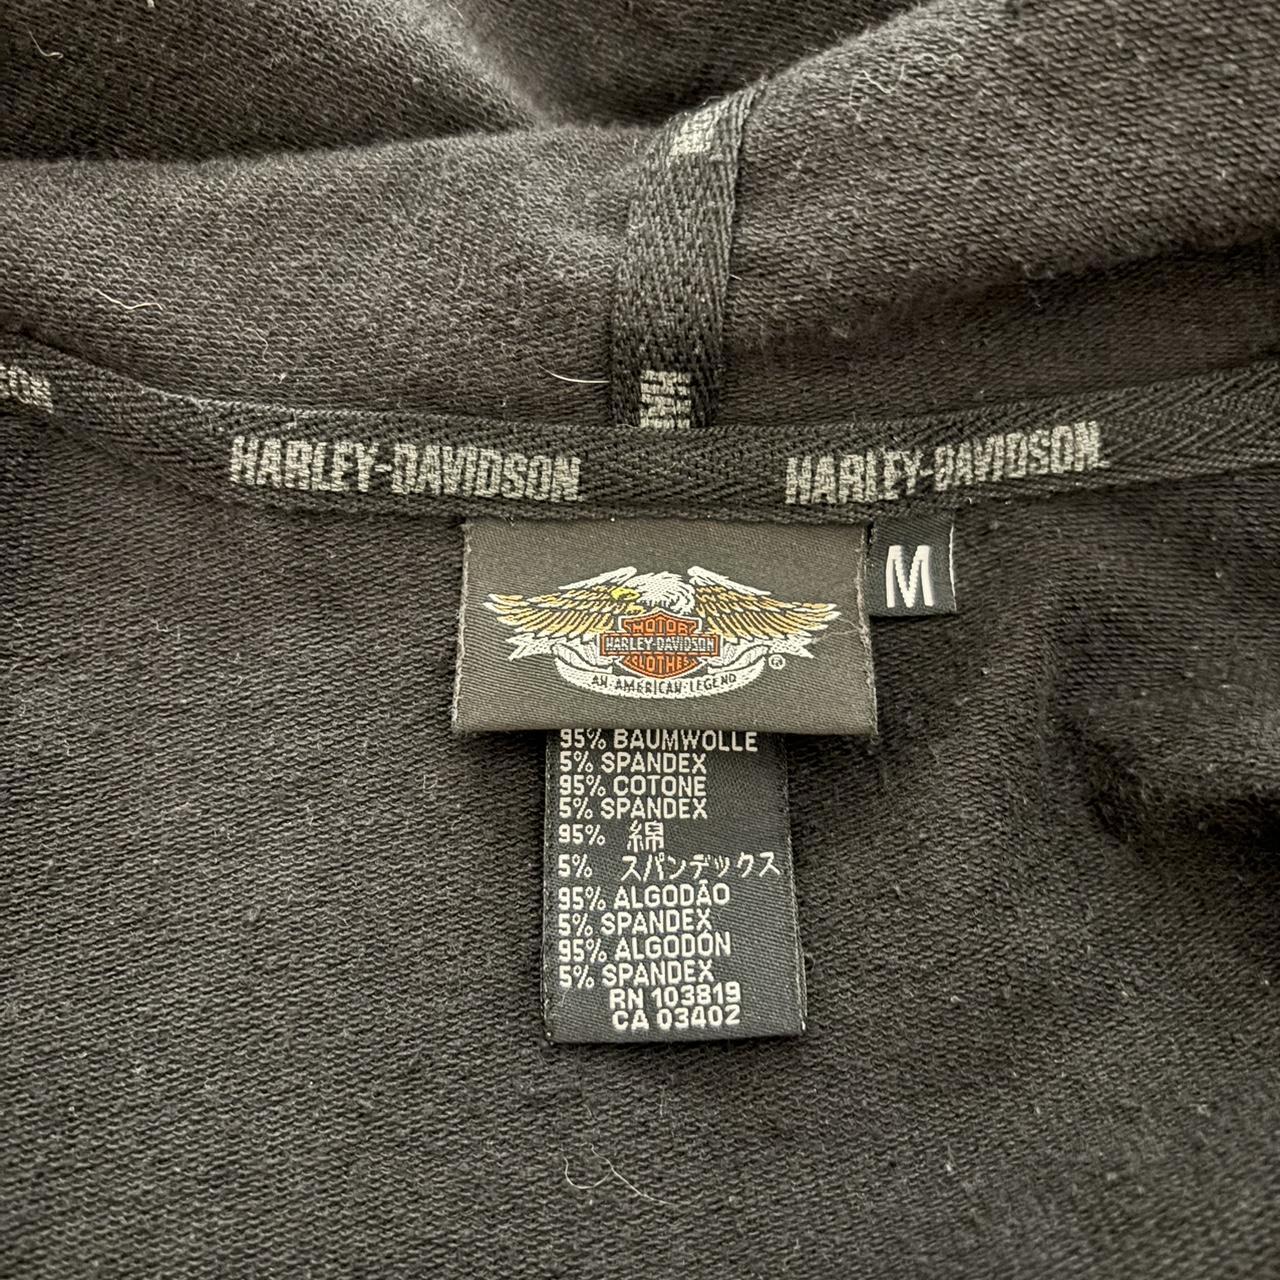 HARLEY-DAVIDSON
HARLEY-DAVIDSON
M
MOTOR
HARLEY-DAVIDSON
CLOTHES
®
AN AMERICAN LEGEND
95% BAUMWOLLE
5% SPANDEX
95% COTONE
5% SPANDEX
95% 綿
5% スパンデックス
95% ALGODÃO
5% SPANDEX
95% ALGODÓN
5% SPANDEX
RN 103819
CA 03402